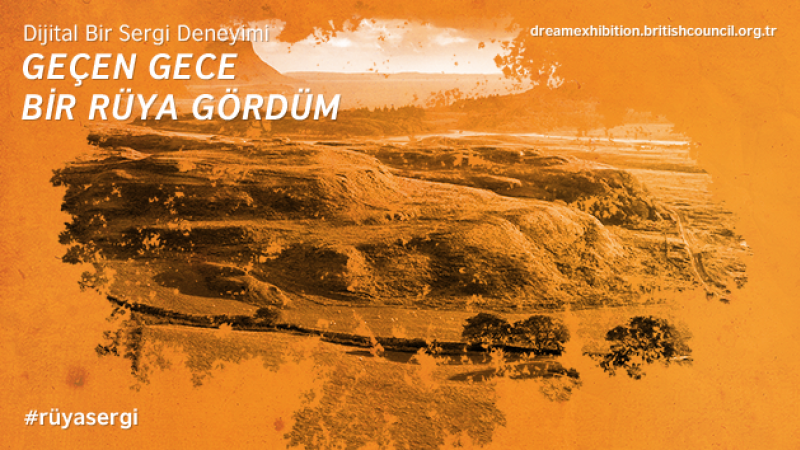 Dijital Bir Sergi Deneyimi
GEÇEN GECE
BİR RÜYA GÖRDÜM
dreamexhibition.britishcouncil.org.tr
#rüyasergi